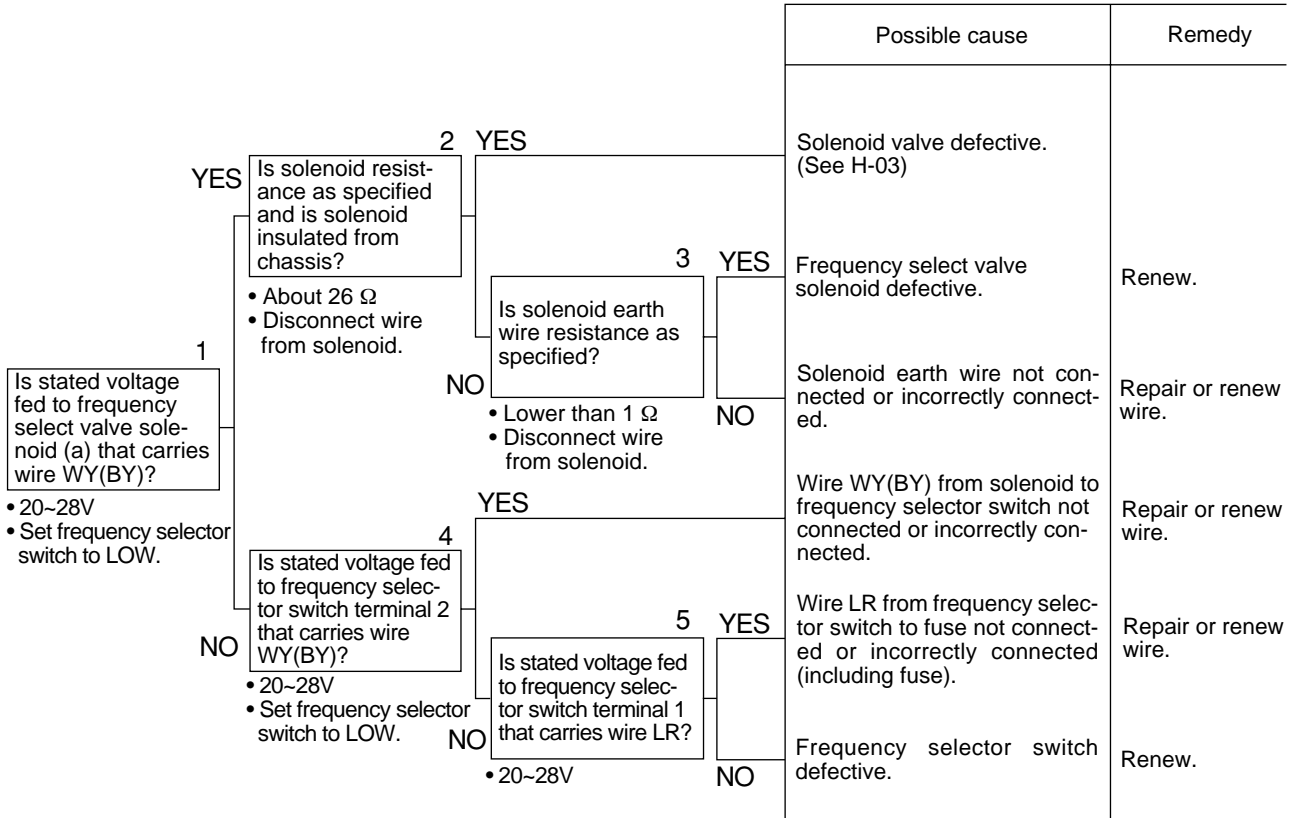 Possible cause
Remedy
1
Is stated voltage
fed to frequency
select valve sole-
noid (a) that carries
wire WY(BY)?
• 20~28V
• Set frequency selector
switch to LOW.
YES
2
Is solenoid resist-
ance as specified
and is solenoid
insulated from
chassis?
• About 26 Ω
• Disconnect wire
from solenoid.
YES
Solenoid valve defective.
(See H-03)
NO
3
Is solenoid earth
wire resistance as
specified?
• Lower than 1 Ω
• Disconnect wire
from solenoid.
YES
Frequency select valve
solenoid defective.
Renew.
NO
Solenoid earth wire not con-
nected or incorrectly connect-
ed.
Repair or renew
wire.
NO
4
Is stated voltage fed
to frequency selec-
tor switch terminal 2
that carries wire
WY(BY)?
• 20~28V
• Set frequency selector
switch to LOW.
YES
Wire WY(BY) from solenoid to
frequency selector switch not
connected or incorrectly con-
nected.
Repair or renew
wire.
NO
5
Is stated voltage fed
to frequency selec-
tor switch terminal 1
that carries wire LR?
• 20~28V
YES
Wire LR from frequency selec-
tor switch to fuse not connect-
ed or incorrectly connected
(including fuse).
Repair or renew
wire.
NO
Frequency selector switch
defective.
Renew.